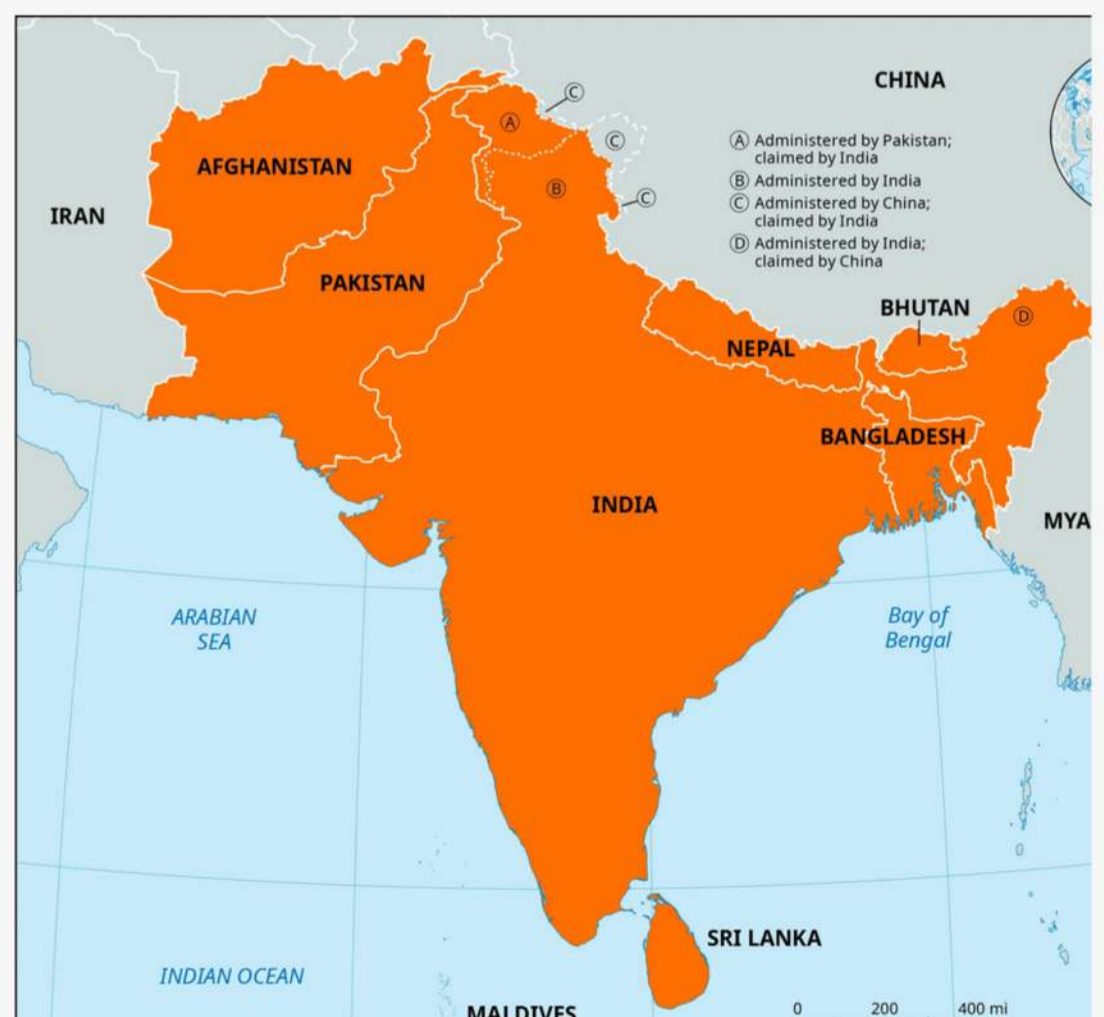 CHINA
Ⓒ
Ⓐ
Ⓒ
Ⓐ Administered by Pakistan;
claimed by India
AFGHANISTAN
Ⓑ
Ⓑ Administered by India
Ⓒ
Ⓒ Administered by China;
claimed by India
IRAN
Ⓓ Administered by India;
claimed by China
PAKISTAN
BHUTAN
Ⓓ
NEPAL
BANGLADESH
INDIA
MYA
ARABIAN
SEA
Bay of
Bengal
SRI LANKA
INDIAN OCEAN
MALDIVES
0 200 400 mi